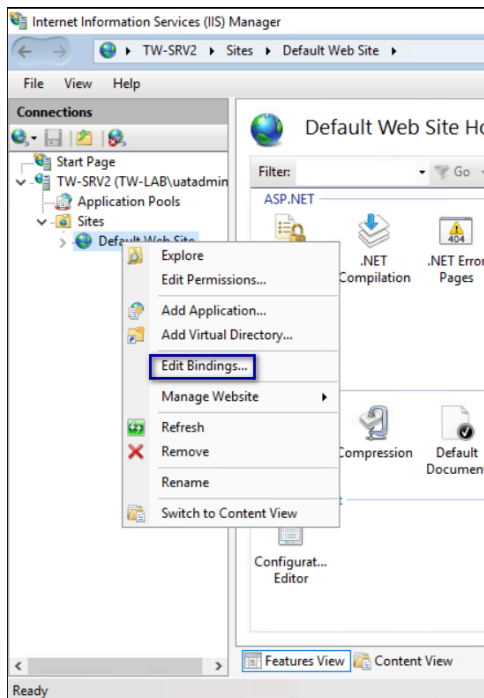 Internet Information Services (IIS) Manager
TW-SRV2 Sites Default Web Site
File View Help
Connections
Start Page
TW-SRV2 (TW-LAB\uatadmin
Application Pools
Sites
Default Web Site
Explore
Edit Permissions...
Add Application...
Add Virtual Directory...
Edit Bindings...
Manage Website
Refresh
Remove
Rename
Switch to Content View
Default Web Site Ho
Filter: Go
ASP.NET
.NET
Compilation
.NET Error
Pages
404
Compression
Default
Document
Configurat...
Editor
Features View Content View
Ready